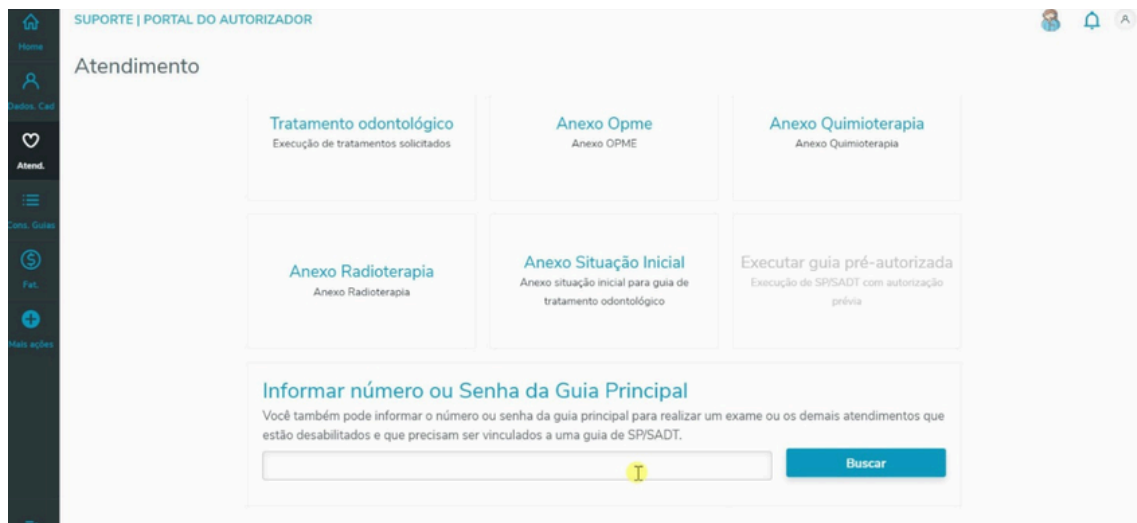 SUPORTE | PORTAL DO AUTORIZADOR
Home
Dados. Cad
Atend.
Cons. Guias
Fat.
Mais ações
A
Atendimento
Tratamento odontológico
Execução de tratamentos solicitados
Anexo Opme
Anexo OPME
Anexo Quimioterapia
Anexo Quimioterapia
Anexo Radioterapia
Anexo Radioterapia
Anexo Situação Inicial
Anexo situação inicial para guia de
tratamento odontológico
Executar guia pré-autorizada
Execução de SP/SADT com autorização
prévia
Informar número ou Senha da Guia Principal
Você também pode informar o número ou senha da guia principal para realizar um exame ou os demais atendimentos que
estão desabilitados e que precisam ser vinculados a uma guia de SP/SADT.
Buscar